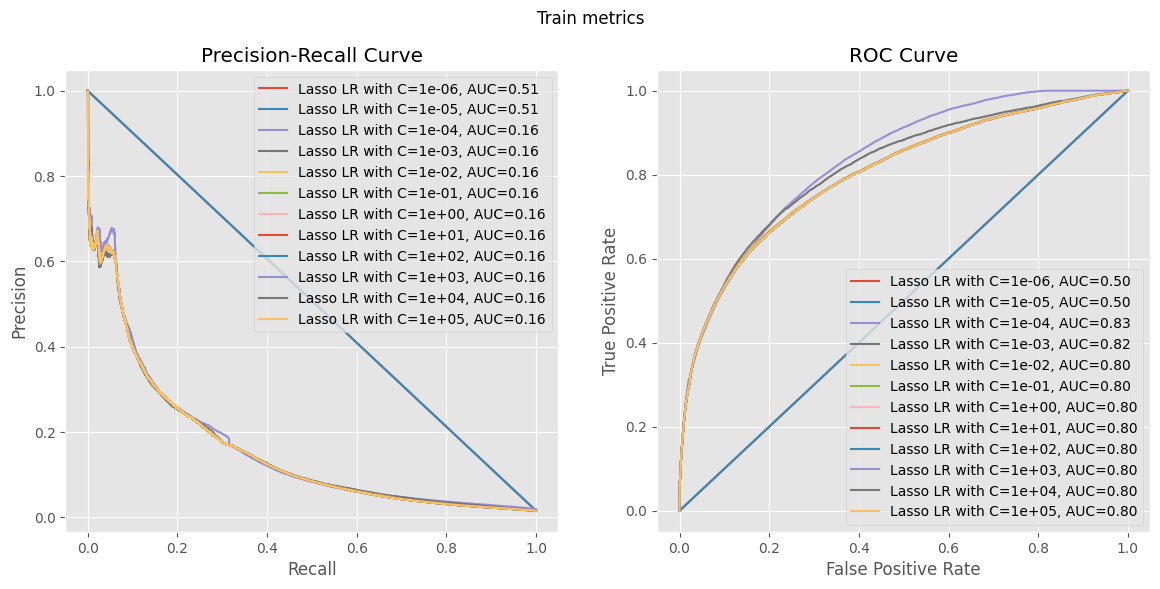 Train metrics
Precision-Recall Curve
1.0
0.8
0.6
0.4
0.2
0.0
Precision
Lasso LR with C=1e-06, AUC=0.51
Lasso LR with C=1e-05, AUC=0.51
Lasso LR with C=1e-04, AUC=0.16
Lasso LR with C=1e-03, AUC=0.16
Lasso LR with C=1e-02, AUC=0.16
Lasso LR with C=1e-01, AUC=0.16
Lasso LR with C=1e+00, AUC=0.16
Lasso LR with C=1e+01, AUC=0.16
Lasso LR with C=1e+02, AUC=0.16
Lasso LR with C=1e+03, AUC=0.16
Lasso LR with C=1e+04, AUC=0.16
Lasso LR with C=1e+05, AUC=0.16
0.0 0.2 0.4 0.6 0.8 1.0
Recall
ROC Curve
1.0
0.8
0.6
0.4
0.2
0.0
True Positive Rate
Lasso LR with C=1e-06, AUC=0.50
Lasso LR with C=1e-05, AUC=0.50
Lasso LR with C=1e-04, AUC=0.83
Lasso LR with C=1e-03, AUC=0.82
Lasso LR with C=1e-02, AUC=0.80
Lasso LR with C=1e-01, AUC=0.80
Lasso LR with C=1e+00, AUC=0.80
Lasso LR with C=1e+01, AUC=0.80
Lasso LR with C=1e+02, AUC=0.80
Lasso LR with C=1e+03, AUC=0.80
Lasso LR with C=1e+04, AUC=0.80
Lasso LR with C=1e+05, AUC=0.80
0.0 0.2 0.4 0.6 0.8 1.0
False Positive Rate